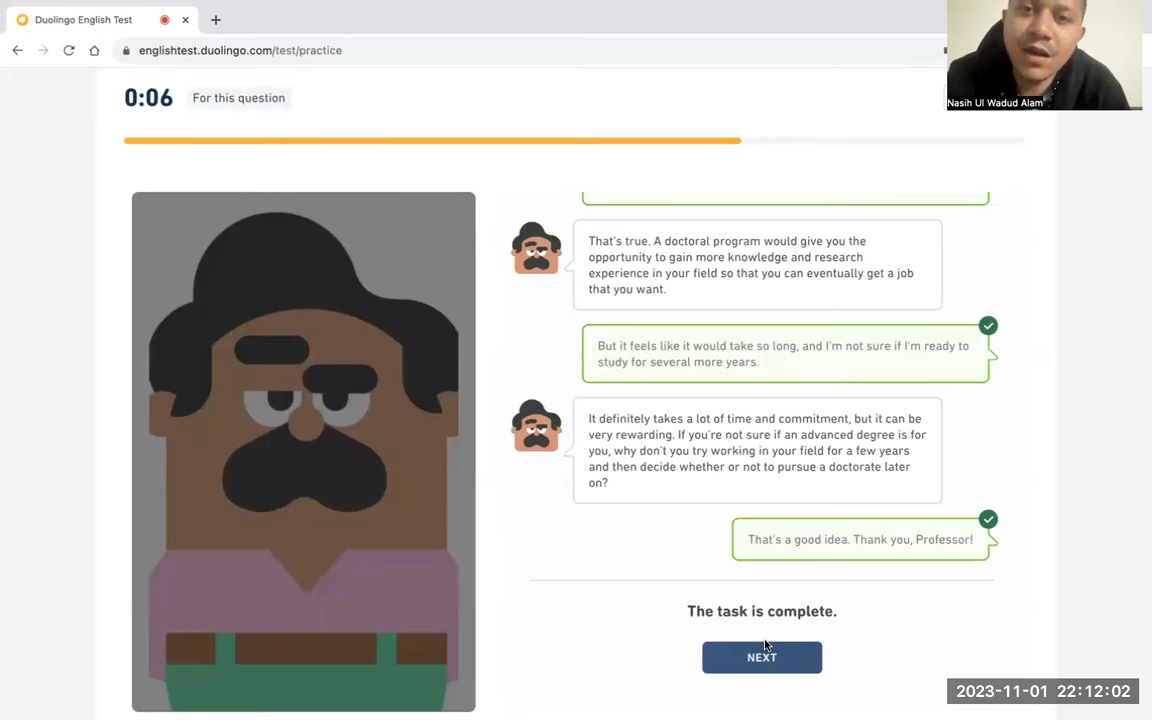 Duolingo English Test
englishtest.duolingo.com/test/practice
Nasih Ul Wadud Alam
0:06
For this question
That's true. A doctoral program would give you the
opportunity to gain more knowledge and research
experience in your field so that you can eventually get a job
that you want.
But it feels like it would take so long, and I'm not sure if I'm ready to
study for several more years.
It definitely takes a lot of time and commitment, but it can be
very rewarding. If you're not sure if an advanced degree is for
you, why don't you try working in your field for a few years
and then decide whether or not to pursue a doctorate later
on?
That's a good idea. Thank you, Professor!
The task is complete.
NEXT
2023-11-01 22:12:02